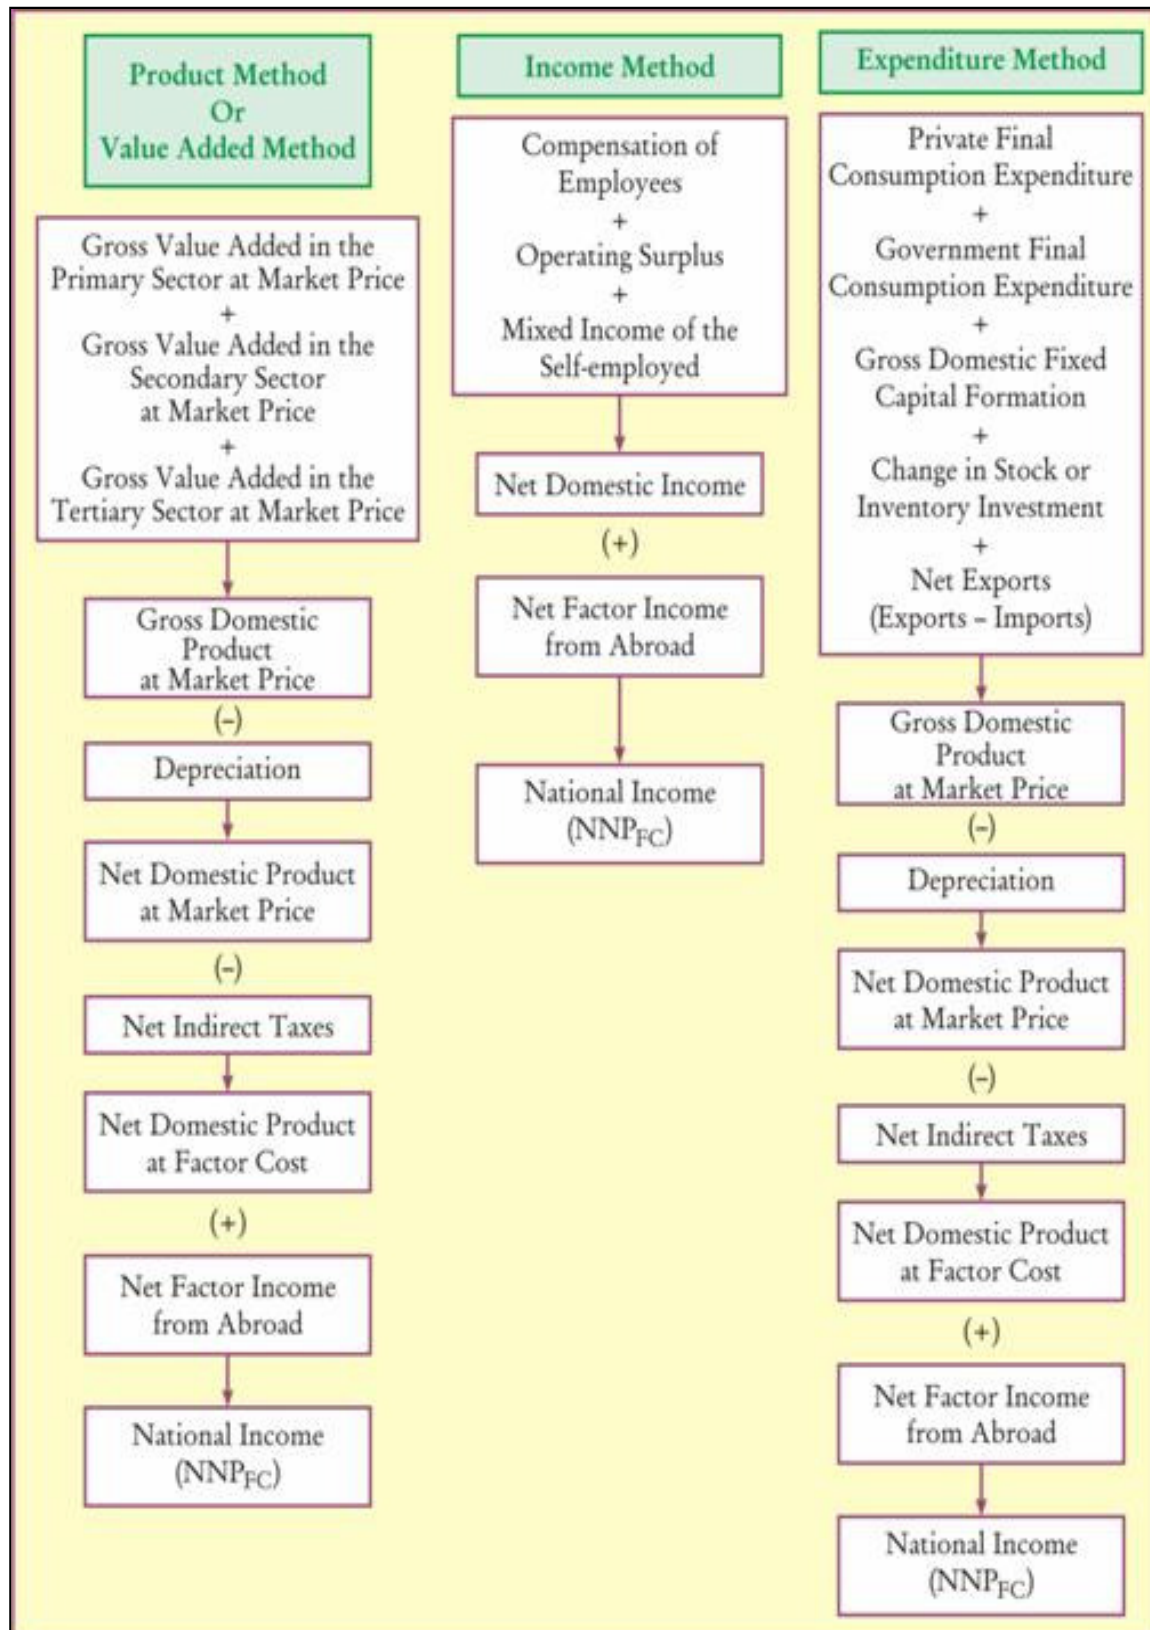 Product Method
Or
Value Added Method
Gross Value Added in the
Primary Sector at Market Price
+
Gross Value Added in the
Secondary Sector
at Market Price
+
Gross Value Added in the
Tertiary Sector at Market Price
Gross Domestic
Product
at Market Price
(–)
Depreciation
Net Domestic Product
at Market Price
(–)
Net Indirect Taxes
Net Domestic Product
at Factor Cost
(+)
Net Factor Income
from Abroad
National Income
(NNPFC)
Income Method
Compensation of
Employees
+
Operating Surplus
+
Mixed Income of the
Self-employed
Net Domestic Income
(+)
Net Factor Income
from Abroad
National Income
(NNPFC)
Expenditure Method
Private Final
Consumption Expenditure
+
Government Final
Consumption Expenditure
+
Gross Domestic Fixed
Capital Formation
+
Change in Stock or
Inventory Investment
+
Net Exports
(Exports – Imports)
Gross Domestic
Product
at Market Price
(–)
Depreciation
Net Domestic Product
at Market Price
(–)
Net Indirect Taxes
Net Domestic Product
at Factor Cost
(+)
Net Factor Income
from Abroad
National Income
(NNPFC)